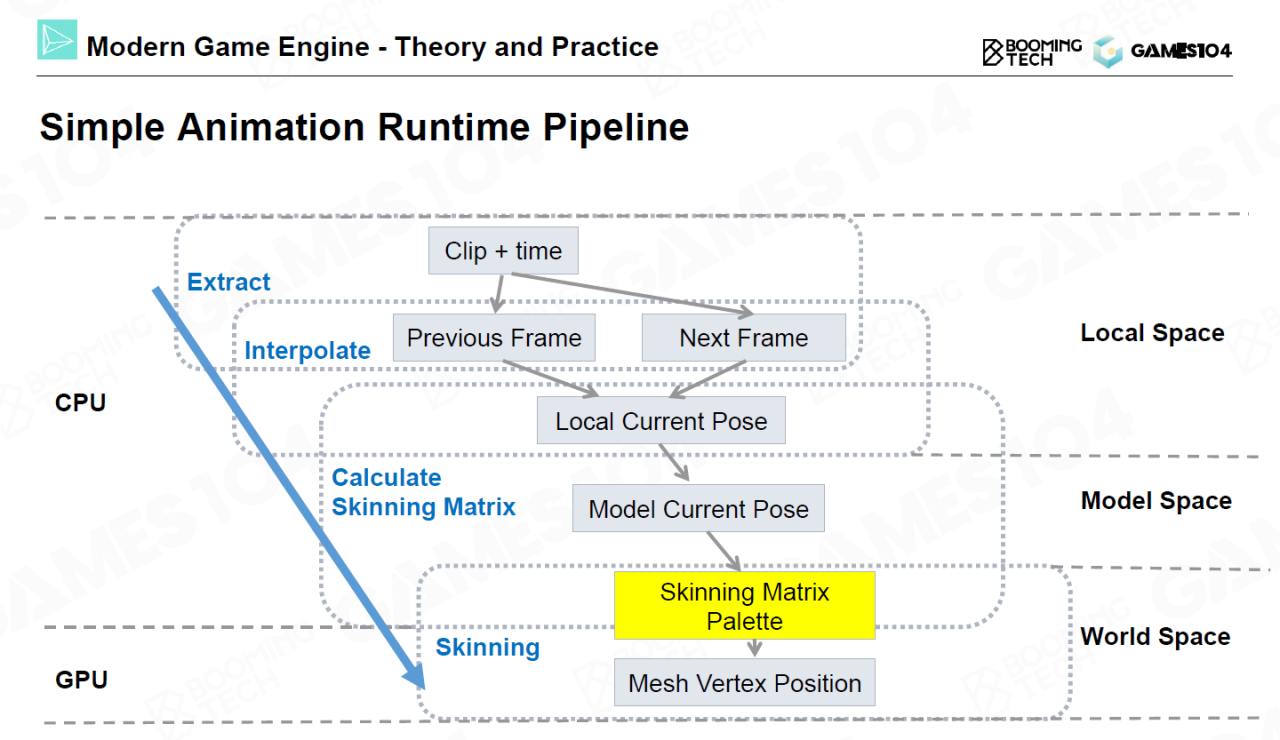 Modern Game Engine - Theory and Practice
BOOMING
TECH
GAMES104
Simple Animation Runtime Pipeline
Clip + time
Extract
Previous Frame
Next Frame
Local Space
Interpolate
CPU
Local Current Pose
Calculate
Skinning Matrix
Model Current Pose
Model Space
Skinning Matrix
Palette
World Space
Skinning
GPU
Mesh Vertex Position